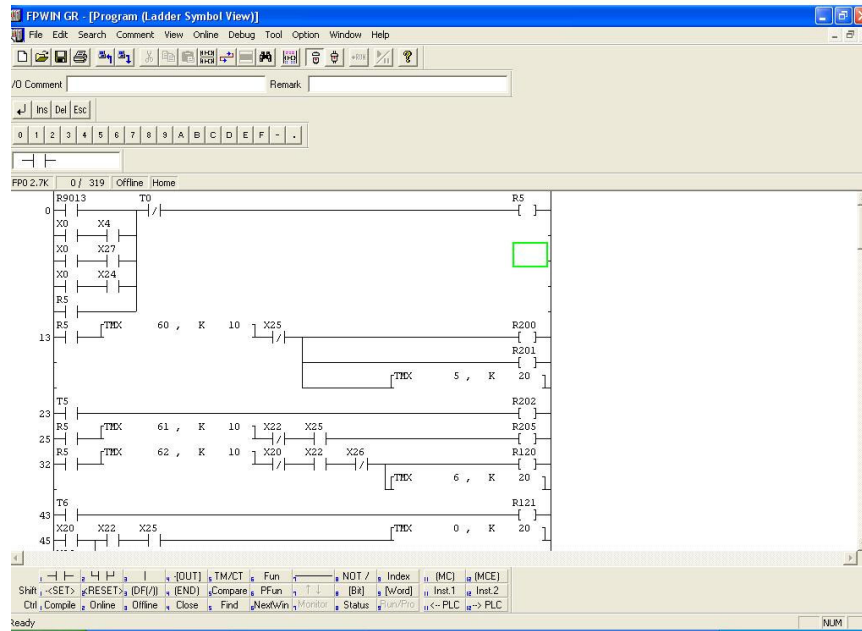 FPWIN GR - [Program (Ladder Symbol View)]
File Edit Search Comment View Online Debug Tool Option Window Help
/O Comment Remark
Ins Del Esc
0 1 2 3 4 5 6 7 8 9 A B C D E F - .
FP0 2.7K 0 / 319 Offline Home
R9013 T0 R5
0
X0 X4
X0 X27
X0 X24
R5
R5 TMX 60 , K 10 X25 R200
13
R201
TMX 5 , K 20
T5 R202
23
R5 TMX 61 , K 10 X22 X25 R205
25
R5 TMX 62 , K 10 X20 X22 X26 R120
32
TMX 6 , K 20
T6 R121
43
X20 X22 X25 TMX 0 , K 20
45
-[OUT] TM/CT Fun NOT / Index (MC) (MCE)
Shift <SET> <RESET> (DF(/)) (END) Compare PFun [Bit] [Word] Inst.1 Inst.2
Ctrl Compile Online Offline Close Find NextWin Monitor Status Run/Pro <-- PLC --> PLC
Ready NUM